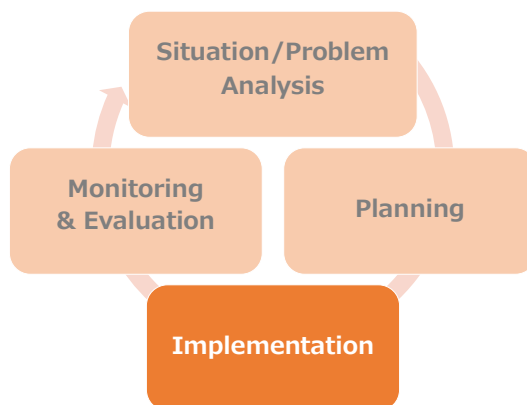 Situation/Problem
Analysis
Planning
Implementation
Monitoring
& Evaluation